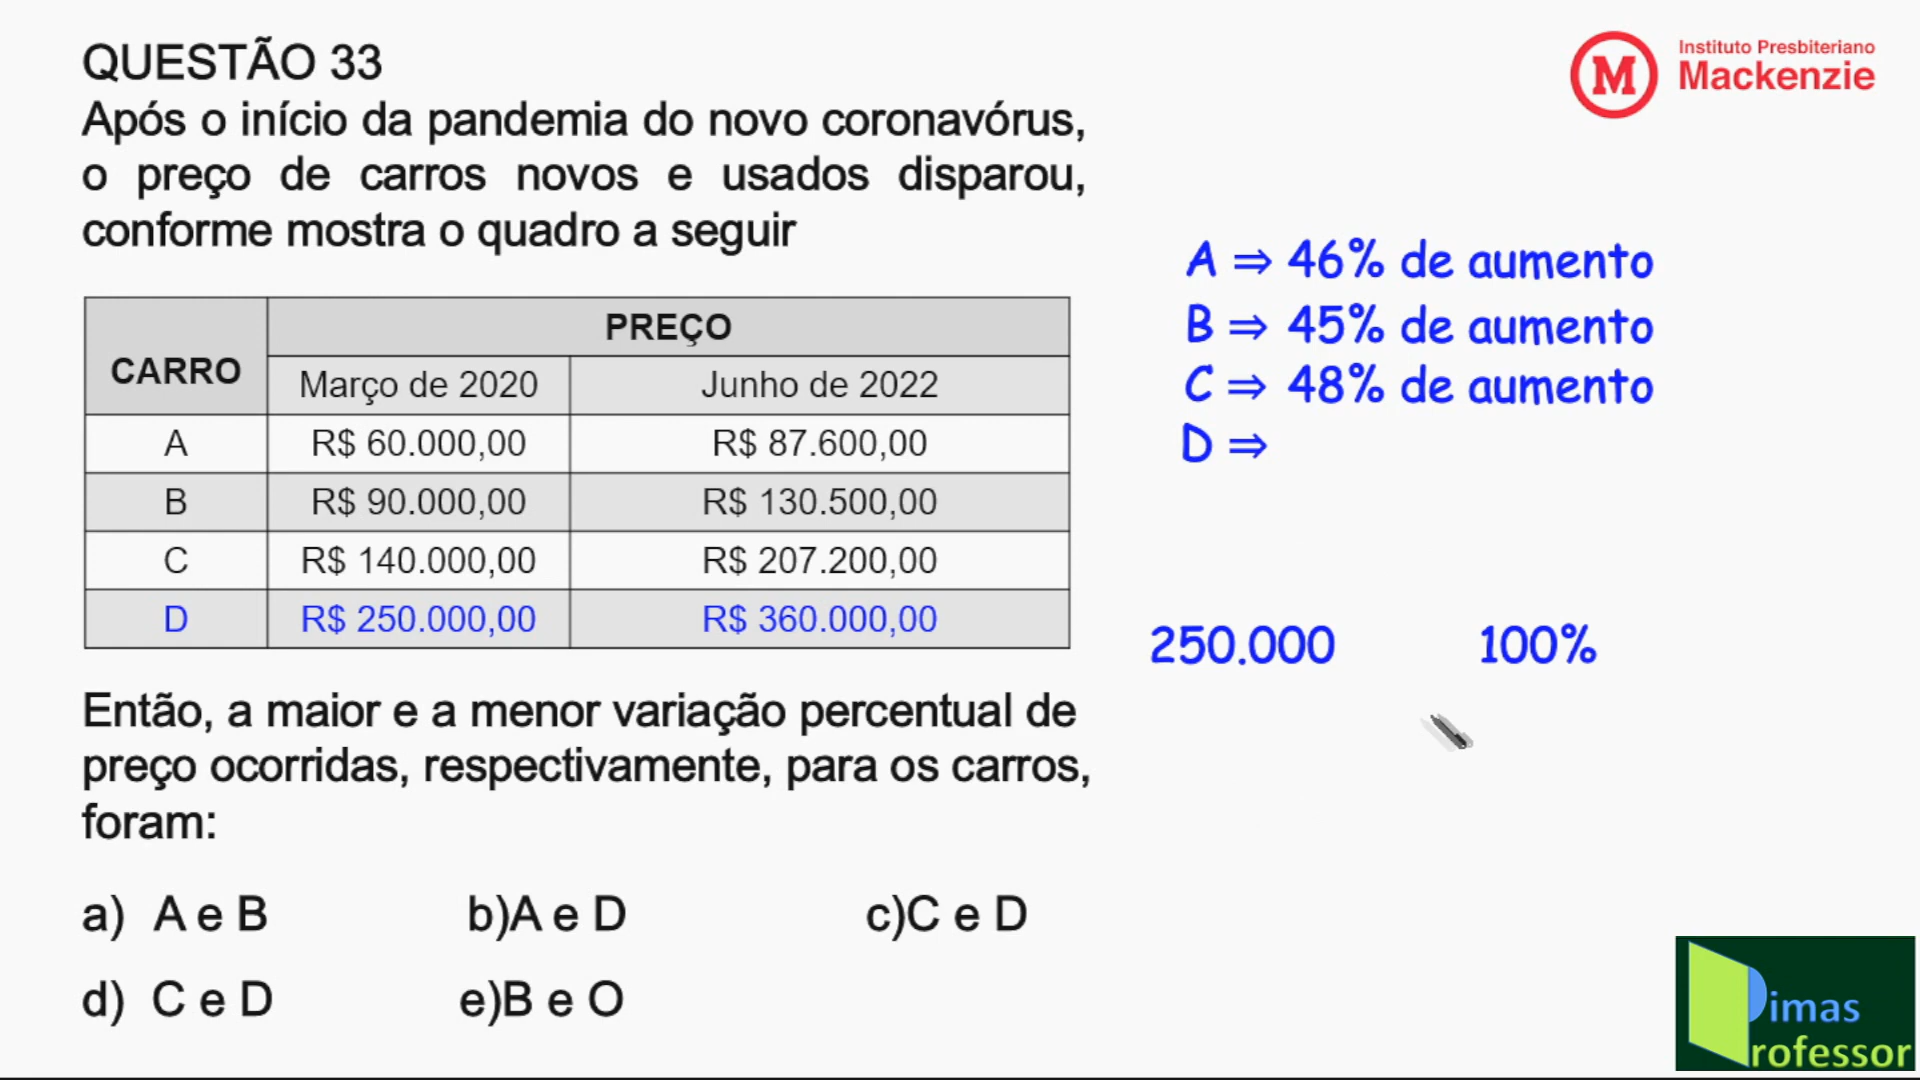 QUESTÃO 33
Após o início da pandemia do novo coronavórus,
o preço de carros novos e usados disparou,
conforme mostra o quadro a seguir
CARRO PREÇO
Março de 2020 Junho de 2022
A R$ 60.000,00 R$ 87.600,00
B R$ 90.000,00 R$ 130.500,00
C R$ 140.000,00 R$ 207.200,00
D R$ 250.000,00 R$ 360.000,00
Então, a maior e a menor variação percentual de
preço ocorridas, respectivamente, para os carros,
foram:
a) A e B b)A e D c)C e D
d) C e D e)B e O
M
Instituto Presbiteriano
Mackenzie
A ⇒ 46% de aumento
B ⇒ 45% de aumento
C ⇒ 48% de aumento
D ⇒
250.000 100%
Dimas
Professor